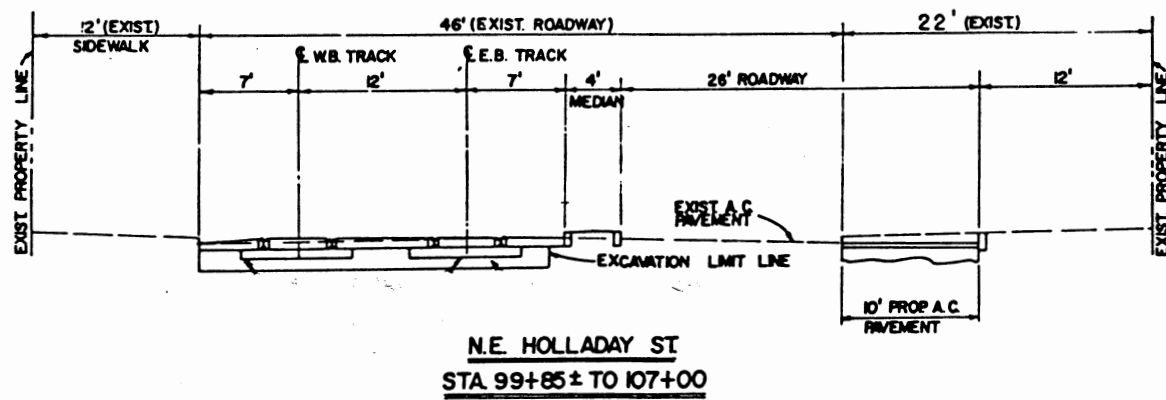 12' (EXIST.)
SIDEWALK
46' (EXIST. ROADWAY)
22' (EXIST.)
℄ W.B. TRACK
℄ E.B. TRACK
7'
12'
7'
4'
MEDIAN
26' ROADWAY
12'
EXIST PROPERTY LINE
EXIST PROPERTY LINE
EXIST. A.C.
PAVEMENT
EXCAVATION LIMIT LINE
10' PROP. A.C.
PAVEMENT
N.E. HOLLADAY ST.
STA. 99+85± TO 107+00